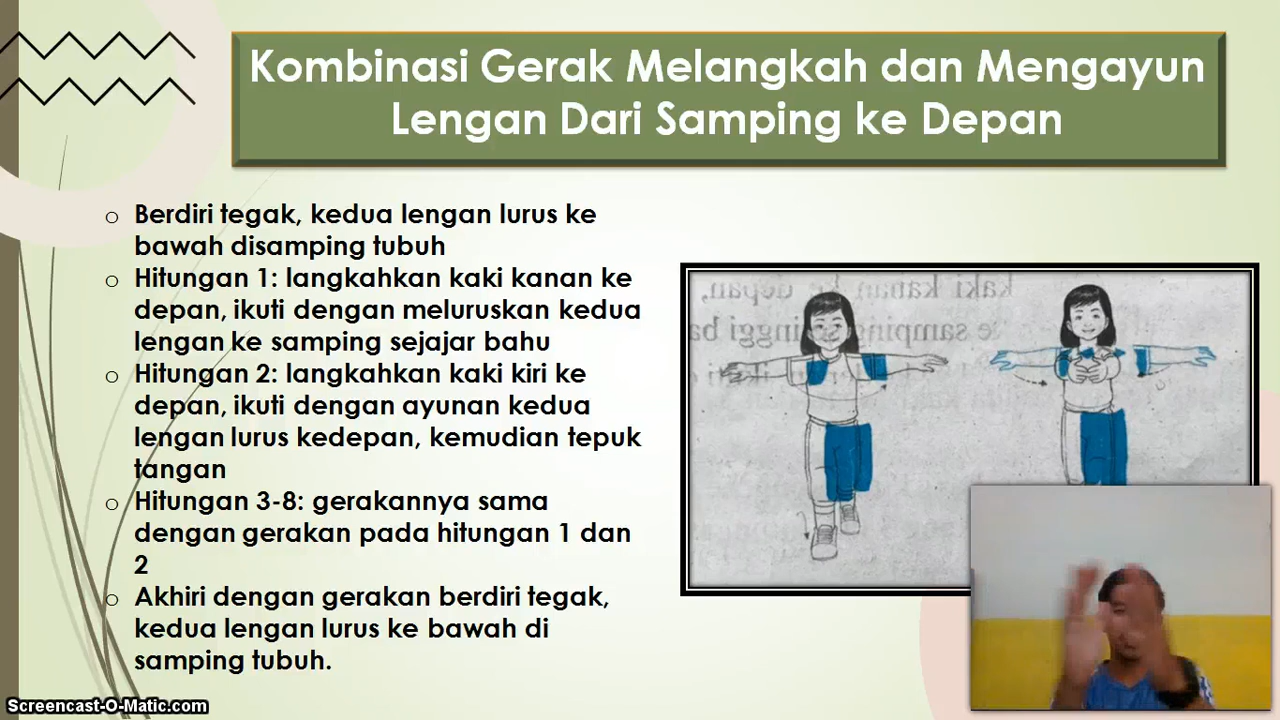 Kombinasi Gerak Melangkah dan Mengayun
Lengan Dari Samping ke Depan
Berdiri tegak, kedua lengan lurus ke
bawah disamping tubuh
Hitungan 1: langkahkan kaki kanan ke
depan, ikuti dengan meluruskan kedua
lengan ke samping sejajar bahu
Hitungan 2: langkahkan kaki kiri ke
depan, ikuti dengan ayunan kedua
lengan lurus kedepan, kemudian tepuk
tangan
Hitungan 3-8: gerakannya sama
dengan gerakan pada hitungan 1 dan
2
Akhiri dengan gerakan berdiri tegak,
kedua lengan lurus ke bawah di
samping tubuh.
kaki kanan ke depan,
Screencast-O-Matic.com